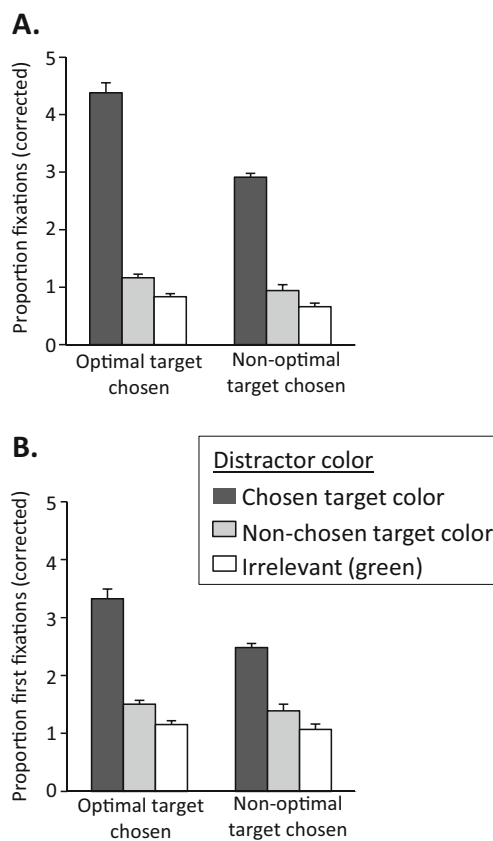 A.
Proportion fixations (corrected)
5
4
3
2
1
0
Optimal target
chosen
Non-optimal
target chosen
B.
Distractor color
Chosen target color
Non-chosen target color
Irrelevant (green)
Proportion first fixations (corrected)
5
4
3
2
1
0
Optimal target
chosen
Non-optimal
target chosen